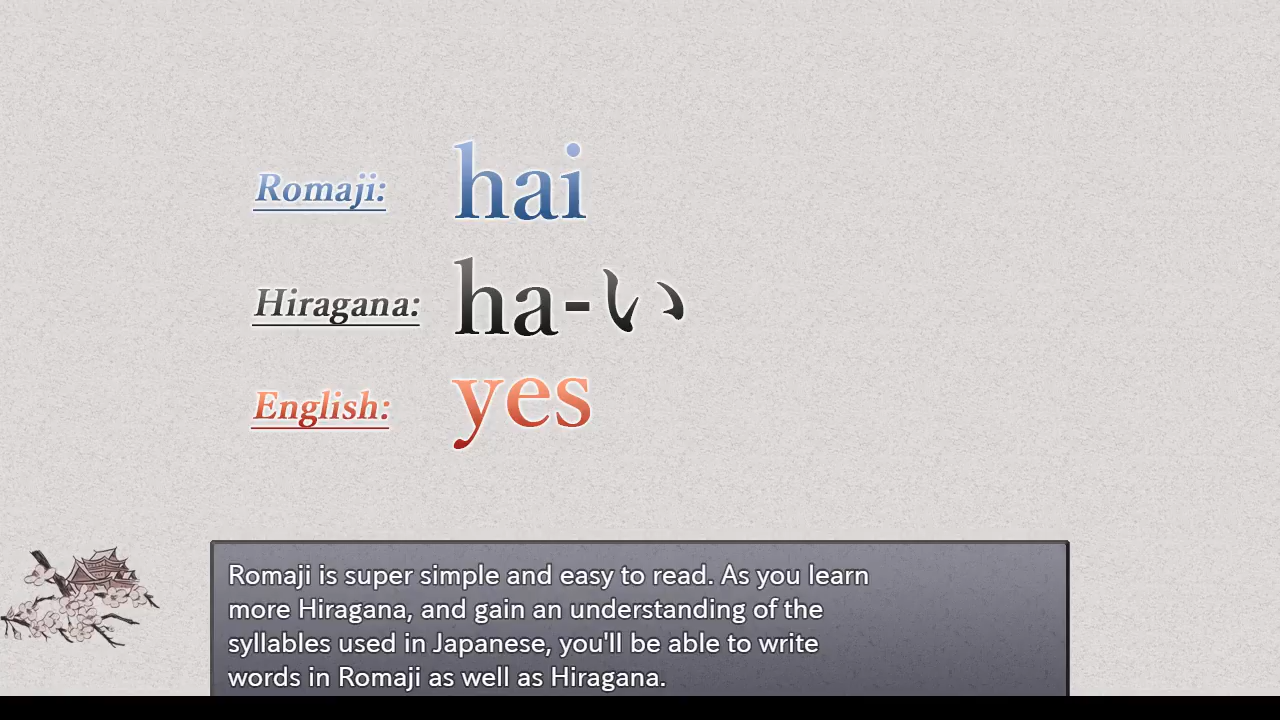 Romaji: hai
Hiragana: ha-い
English: yes
Romaji is super simple and easy to read. As you learn
more Hiragana, and gain an understanding of the
syllables used in Japanese, you'll be able to write
words in Romaji as well as Hiragana.